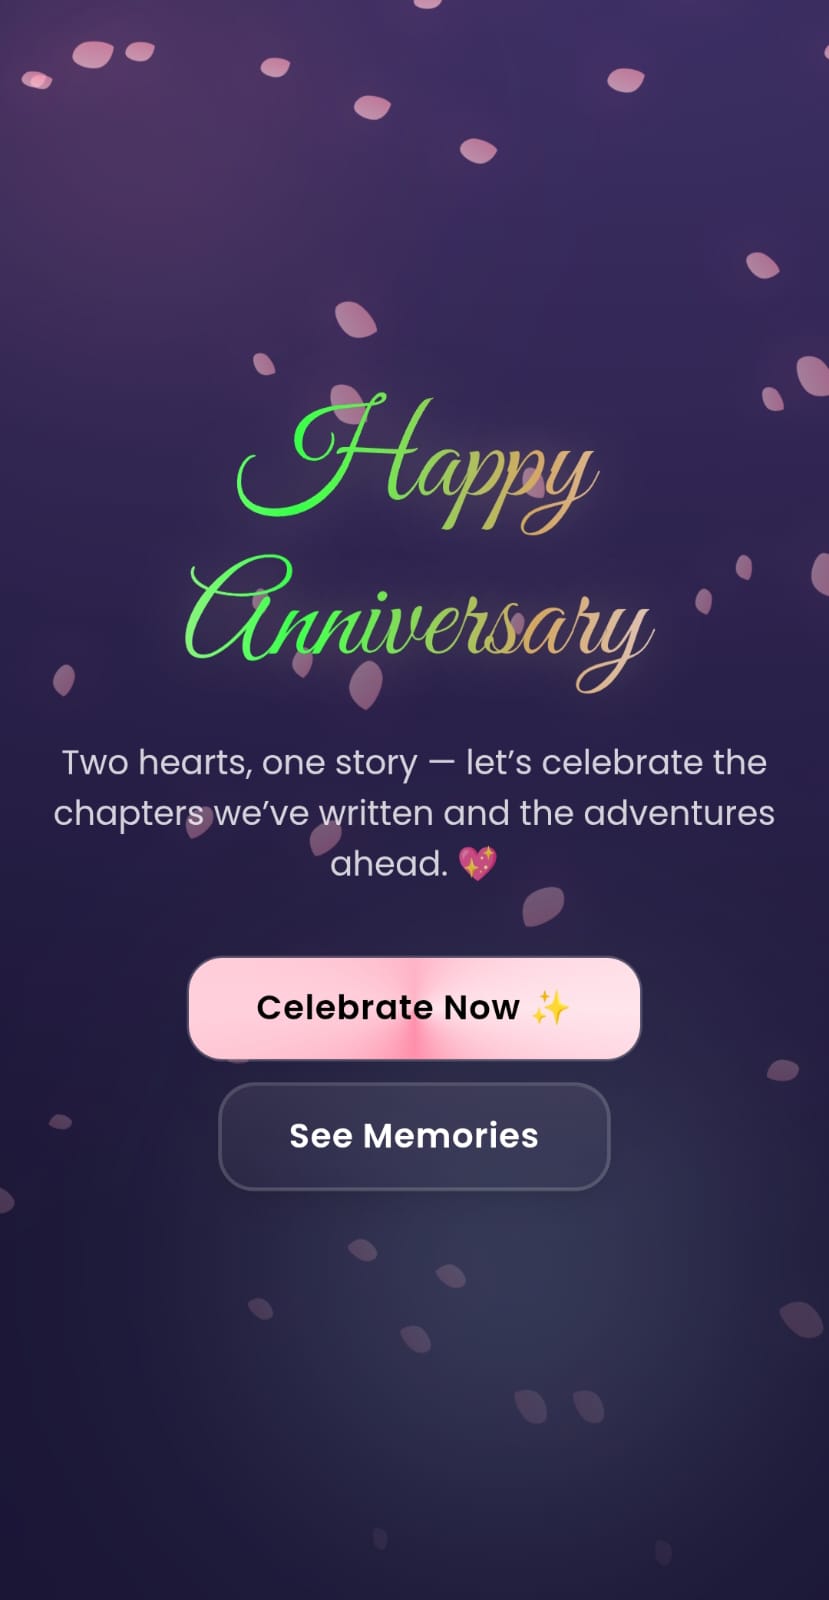 Happy
Anniversary
Two hearts, one story — let’s celebrate the
chapters we’ve written and the adventures
ahead. 💖
Celebrate Now ✨
See Memories